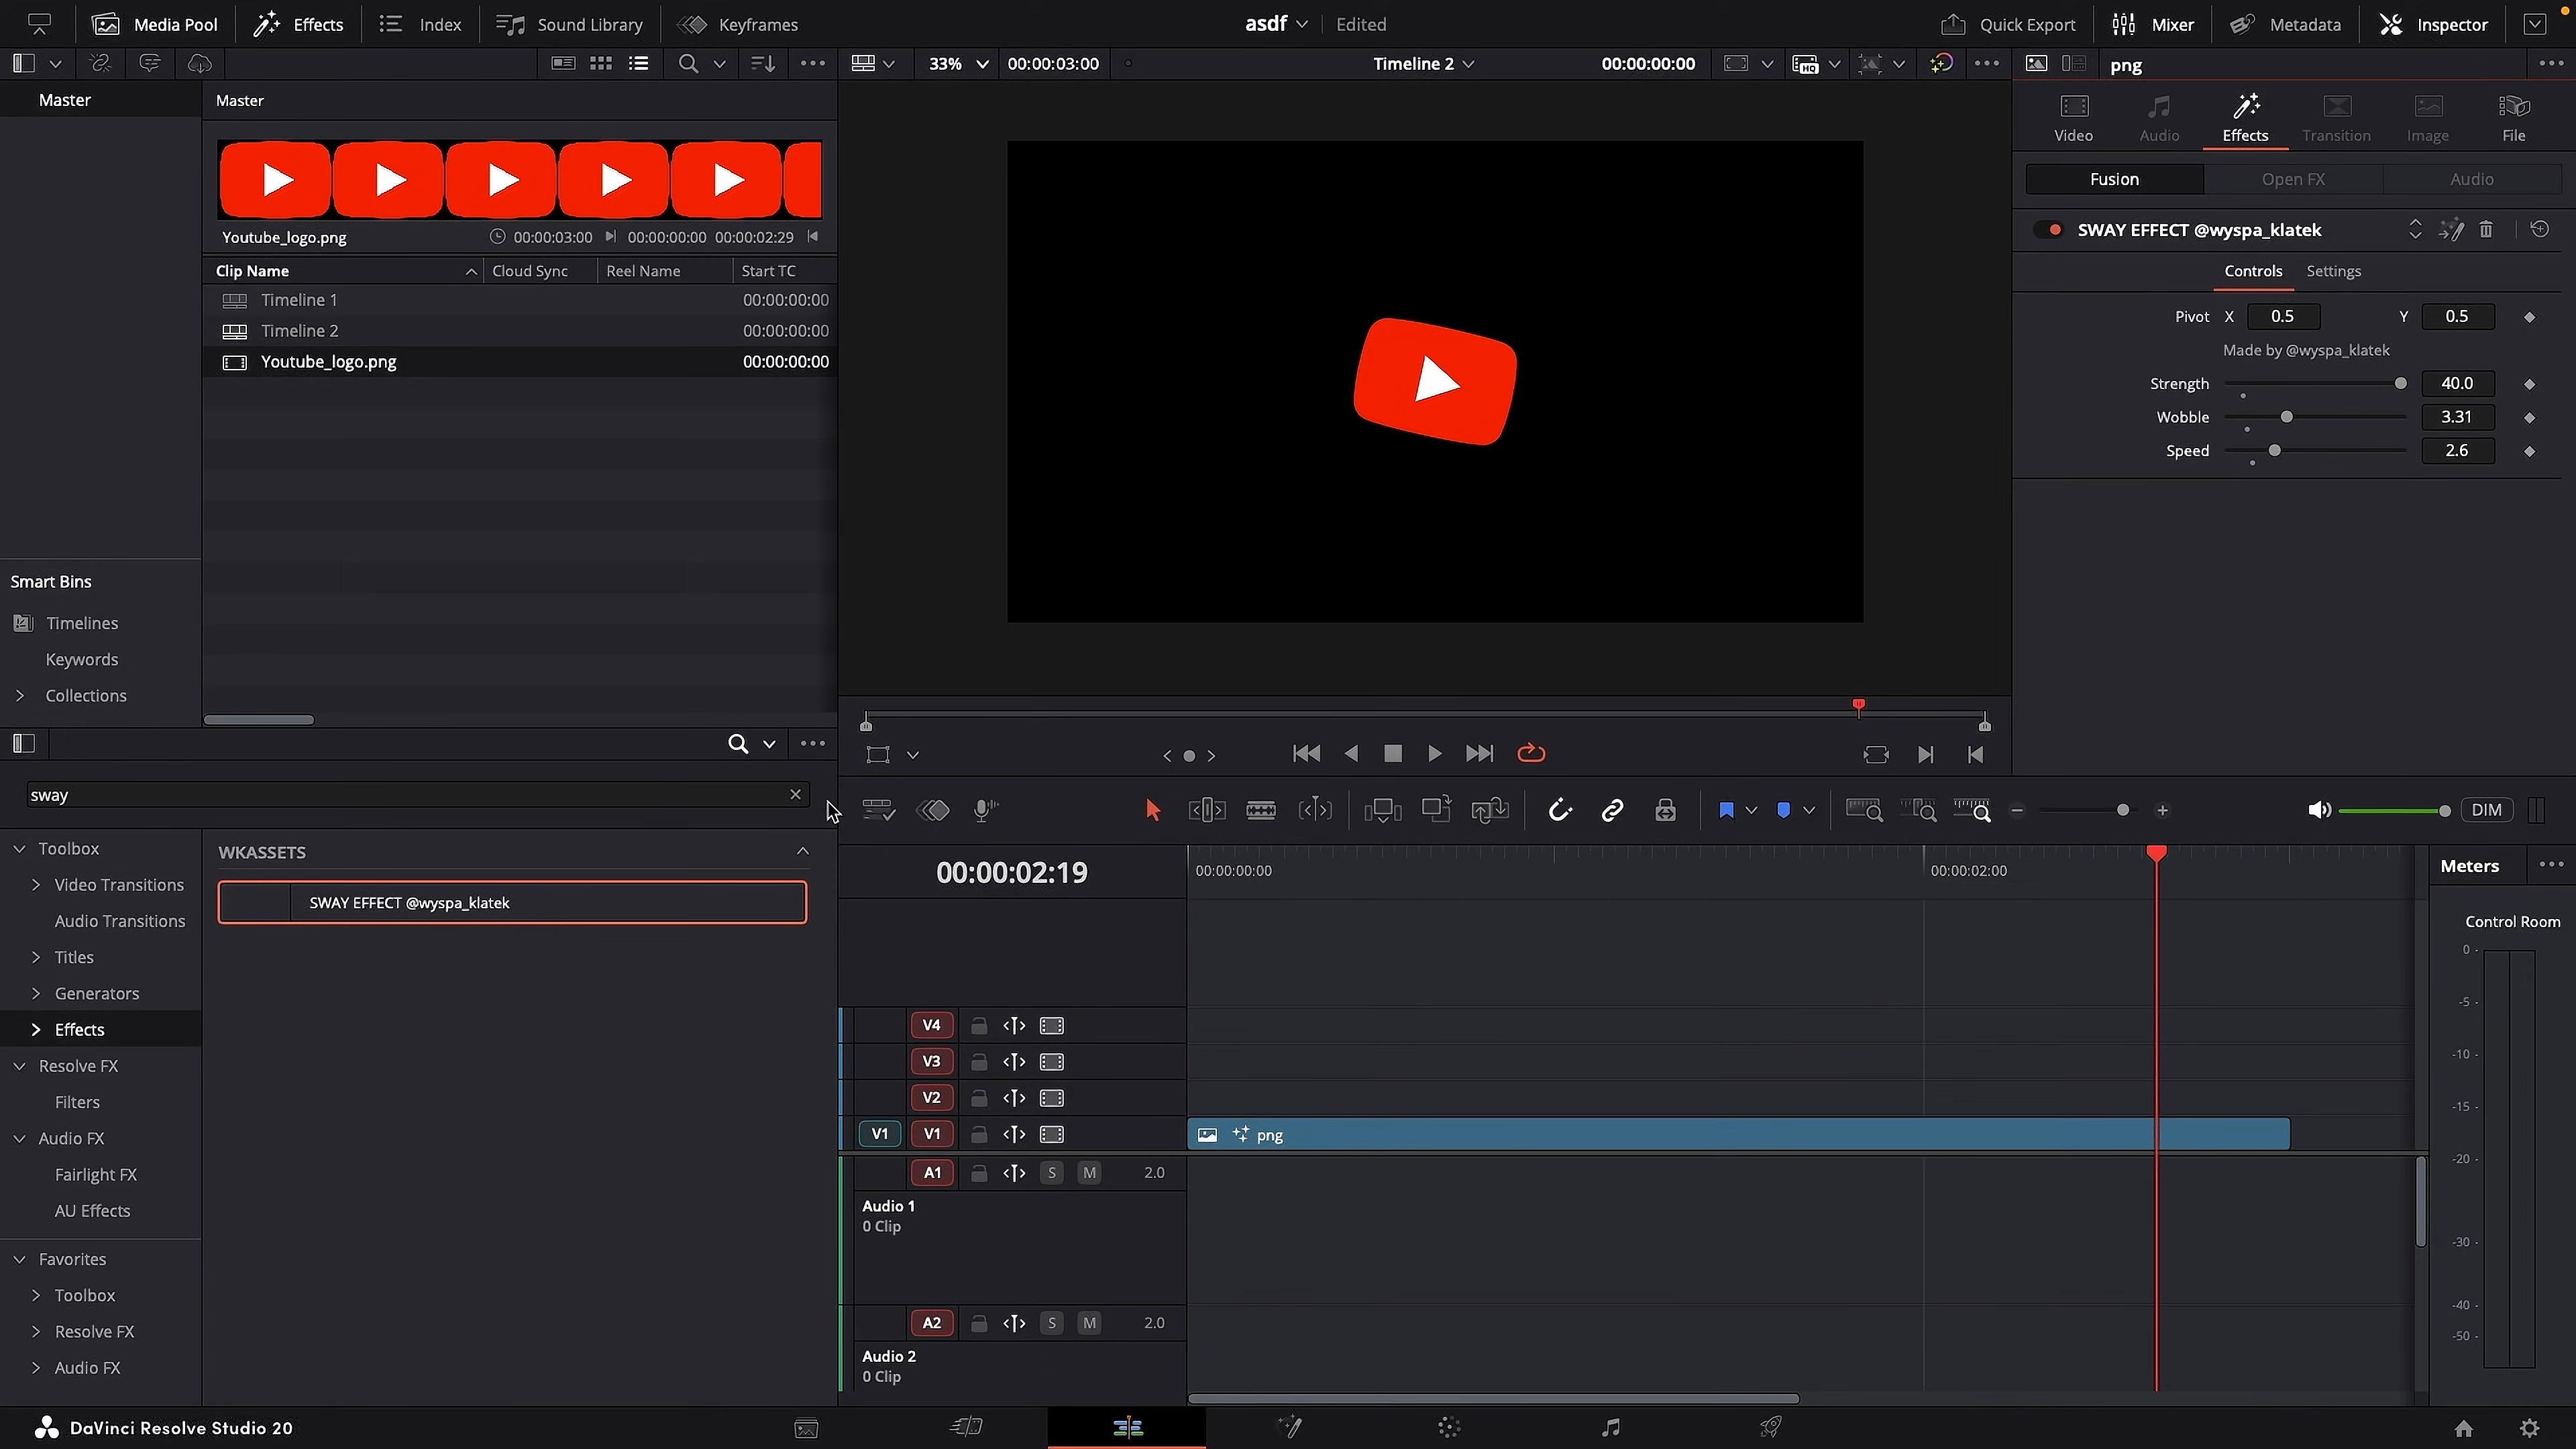 Media Pool Effects Index Sound Library Keyframes asdf Edited Quick Export Mixer Metadata Inspector
33% 00:00:03:00 Timeline 2 00:00:00:00 png
Master Master
Video Audio Effects Transition Image File
Fusion Open FX Audio
Youtube_logo.png 00:00:03:00 00:00:00:00 00:00:02:29
SWAY EFFECT @wyspa_klatek
Clip Name Cloud Sync Reel Name Start TC
Controls Settings
Timeline 1 00:00:00:00
Timeline 2 00:00:00:00
Youtube_logo.png 00:00:00:00
Pivot X 0.5 Y 0.5
Made by @wyspa_klatek
Strength 40.0
Wobble 3.31
Speed 2.6
Smart Bins
Timelines
Keywords
Collections
sway
DIM
Toolbox
Video Transitions
Audio Transitions
Titles
Generators
Effects
Resolve FX
Filters
Audio FX
Fairlight FX
AU Effects
Favorites
Toolbox
Resolve FX
Audio FX
WKASSETS
SWAY EFFECT @wyspa_klatek
00:00:02:19 00:00:00:00 00:00:02:00
V4
V3
V2
V1 V1 png
A1 S M 2.0
Audio 1
0 Clip
A2 S M 2.0
Audio 2
0 Clip
Meters
Control Room
0
-5
-10
-15
-20
-30
-40
-50
DaVinci Resolve Studio 20